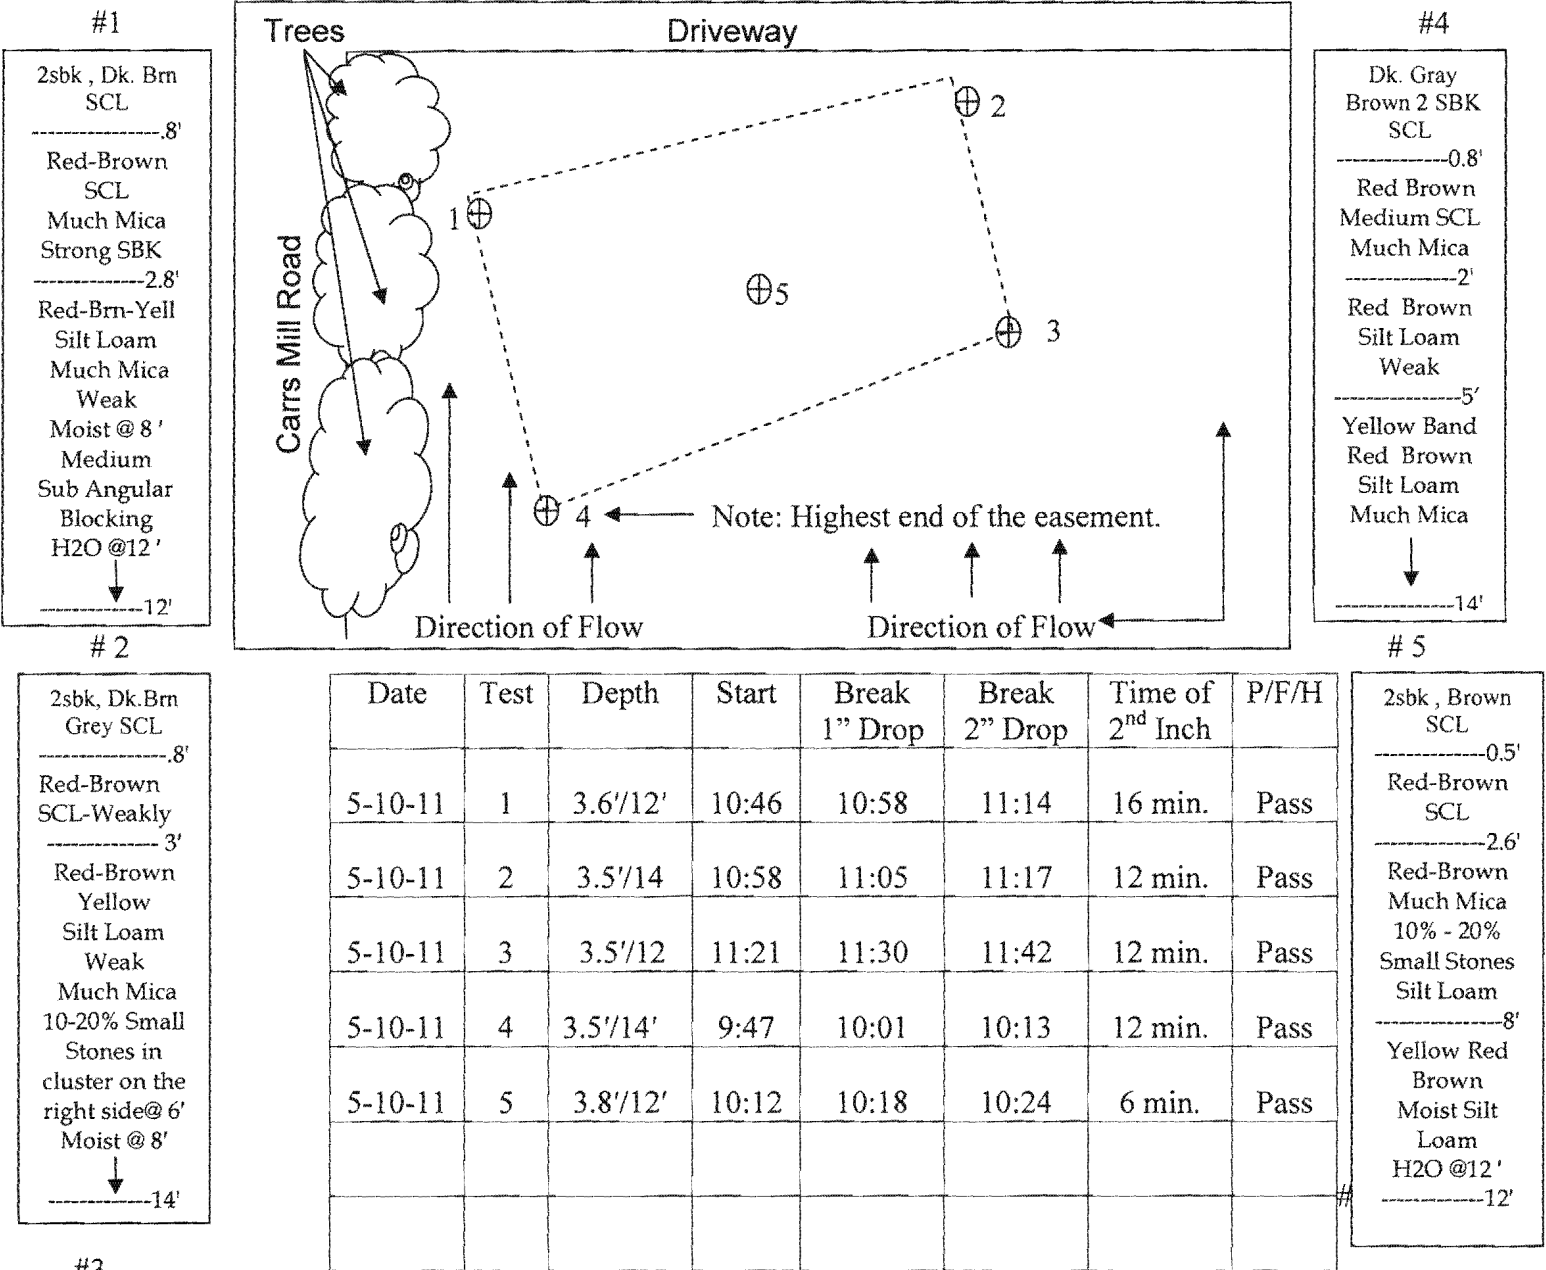 #1
2sbk , Dk. Brn
SCL
---------------.8'
Red-Brown
SCL
Much Mica
Strong SBK
-------------2.8'
Red-Brn-Yell
Silt Loam
Much Mica
Weak
Moist @ 8 '
Medium
Sub Angular
Blocking
H2O @12 '
------------12'
# 2
2sbk, Dk.Brn
Grey SCL
---------------.8'
Red-Brown
SCL-Weakly
------------- 3'
Red-Brown
Yellow
Silt Loam
Weak
Much Mica
10-20% Small
Stones in
cluster on the
right side@ 6'
Moist @ 8'
------------14'
#3
Trees
Driveway
Carrs Mill Road
1
2
5
3
4
Note: Highest end of the easement.
Direction of Flow
Direction of Flow
#4
Dk. Gray
Brown 2 SBK
SCL
-------------0.8'
Red Brown
Medium SCL
Much Mica
-------------2'
Red Brown
Silt Loam
Weak
---------------5'
Yellow Band
Red Brown
Silt Loam
Much Mica
--------------14'
# 5
2sbk , Brown
SCL
-------------0.5'
Red-Brown
SCL
-------------2.6'
Red-Brown
Much Mica
10% - 20%
Small Stones
Silt Loam
---------------8'
Yellow Red
Brown
Moist Silt
Loam
H2O @12 '
------------12'
#
Date Test Depth Start Break 1” Drop Break 2” Drop Time of 2nd Inch P/F/H
5-10-11 1 3.6'/12' 10:46 10:58 11:14 16 min. Pass
5-10-11 2 3.5'/14 10:58 11:05 11:17 12 min. Pass
5-10-11 3 3.5'/12 11:21 11:30 11:42 12 min. Pass
5-10-11 4 3.5'/14' 9:47 10:01 10:13 12 min. Pass
5-10-11 5 3.8'/12' 10:12 10:18 10:24 6 min. Pass